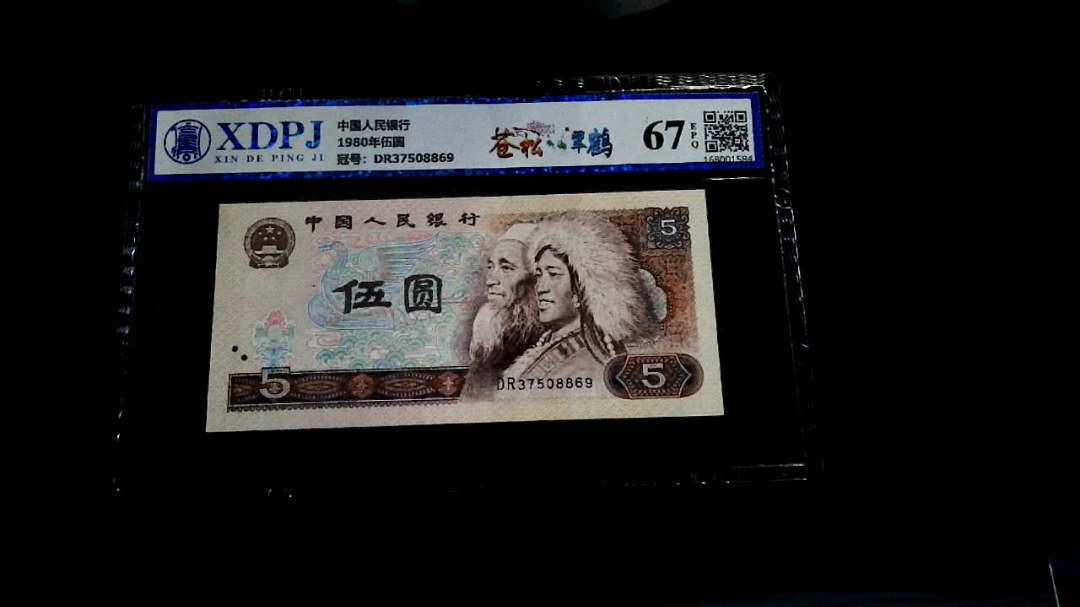 XDPJ
XIN DE PING JI
中国人民银行
1980年伍圆
冠号：DR37508869
苍松翠鹤
67
EPQ
168001584
中国人民银行
5
伍圆
5
DR37508869
5